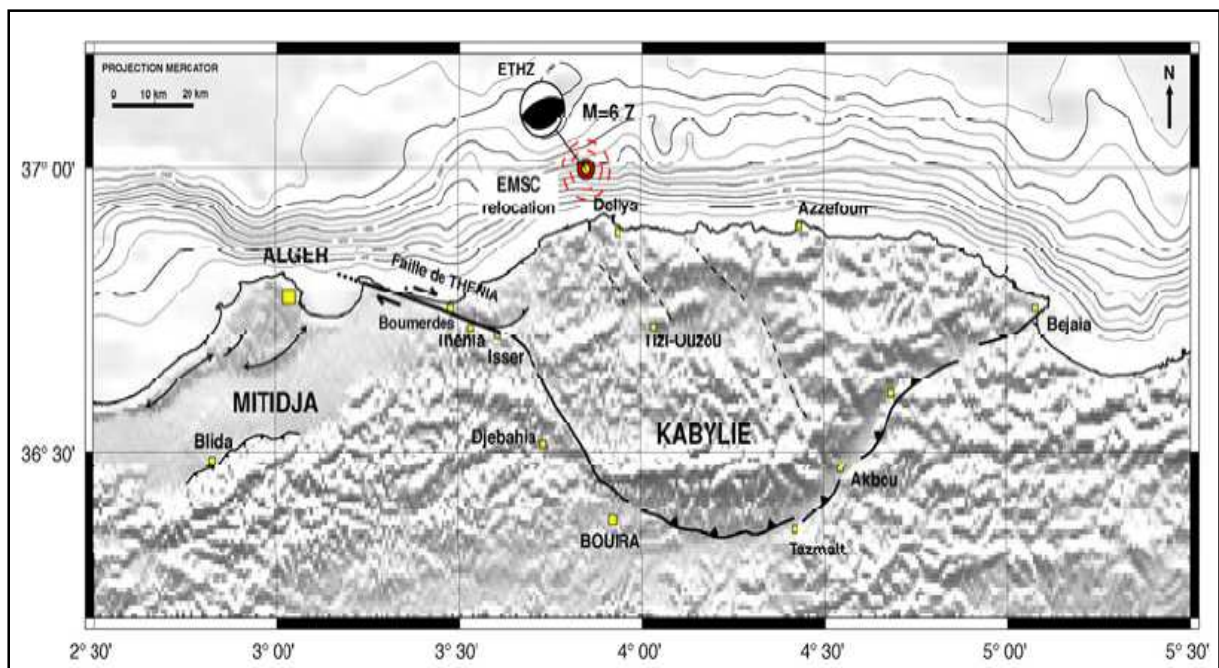 PROJECTION MERCATOR
0 10 km 20 km
ETHZ
N
M=6 7
37° 00'
EMSC
relocation
Dellys
Azzefoun
ALGER
Faille de THENIA
Boumerdes
Thenia
Isser
Tizi-Ouzou
Bejaia
MITIDJA
Blida
Djebahia
KABYLIE
36° 30'
Akbou
BOUIRA
Tazmalt
2° 30'
3° 00'
3° 30'
4° 00'
4° 30'
5° 00'
5° 30'